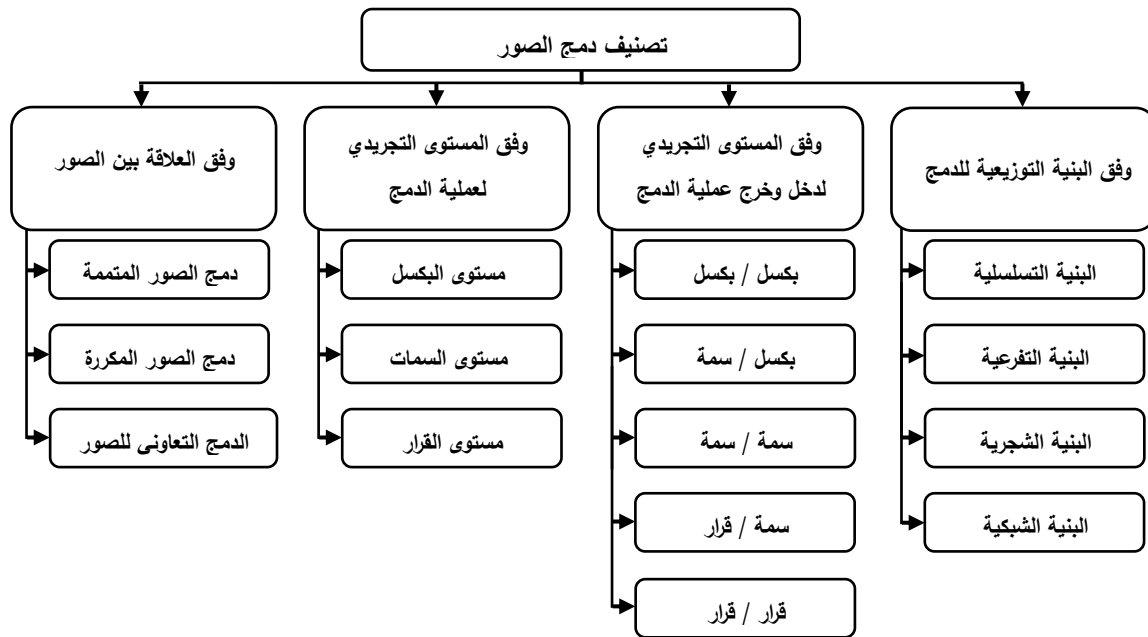 تصنيف دمج الصور
وفق البنية التوزيعية للدمج
البنية التسلسلية
البنية التفرعية
البنية الشجرية
البنية الشبكية
وفق المستوى التجريدي
لدخل وخرج عملية الدمج
بكسل / بكسل
بكسل / سمة
سمة / سمة
سمة / قرار
قرار / قرار
وفق المستوى التجريدي
لعملية الدمج
مستوى البكسل
مستوى السمات
مستوى القرار
وفق العلاقة بين الصور
دمج الصور المتممة
دمج الصور المكررة
الدمج التعاوني للصور